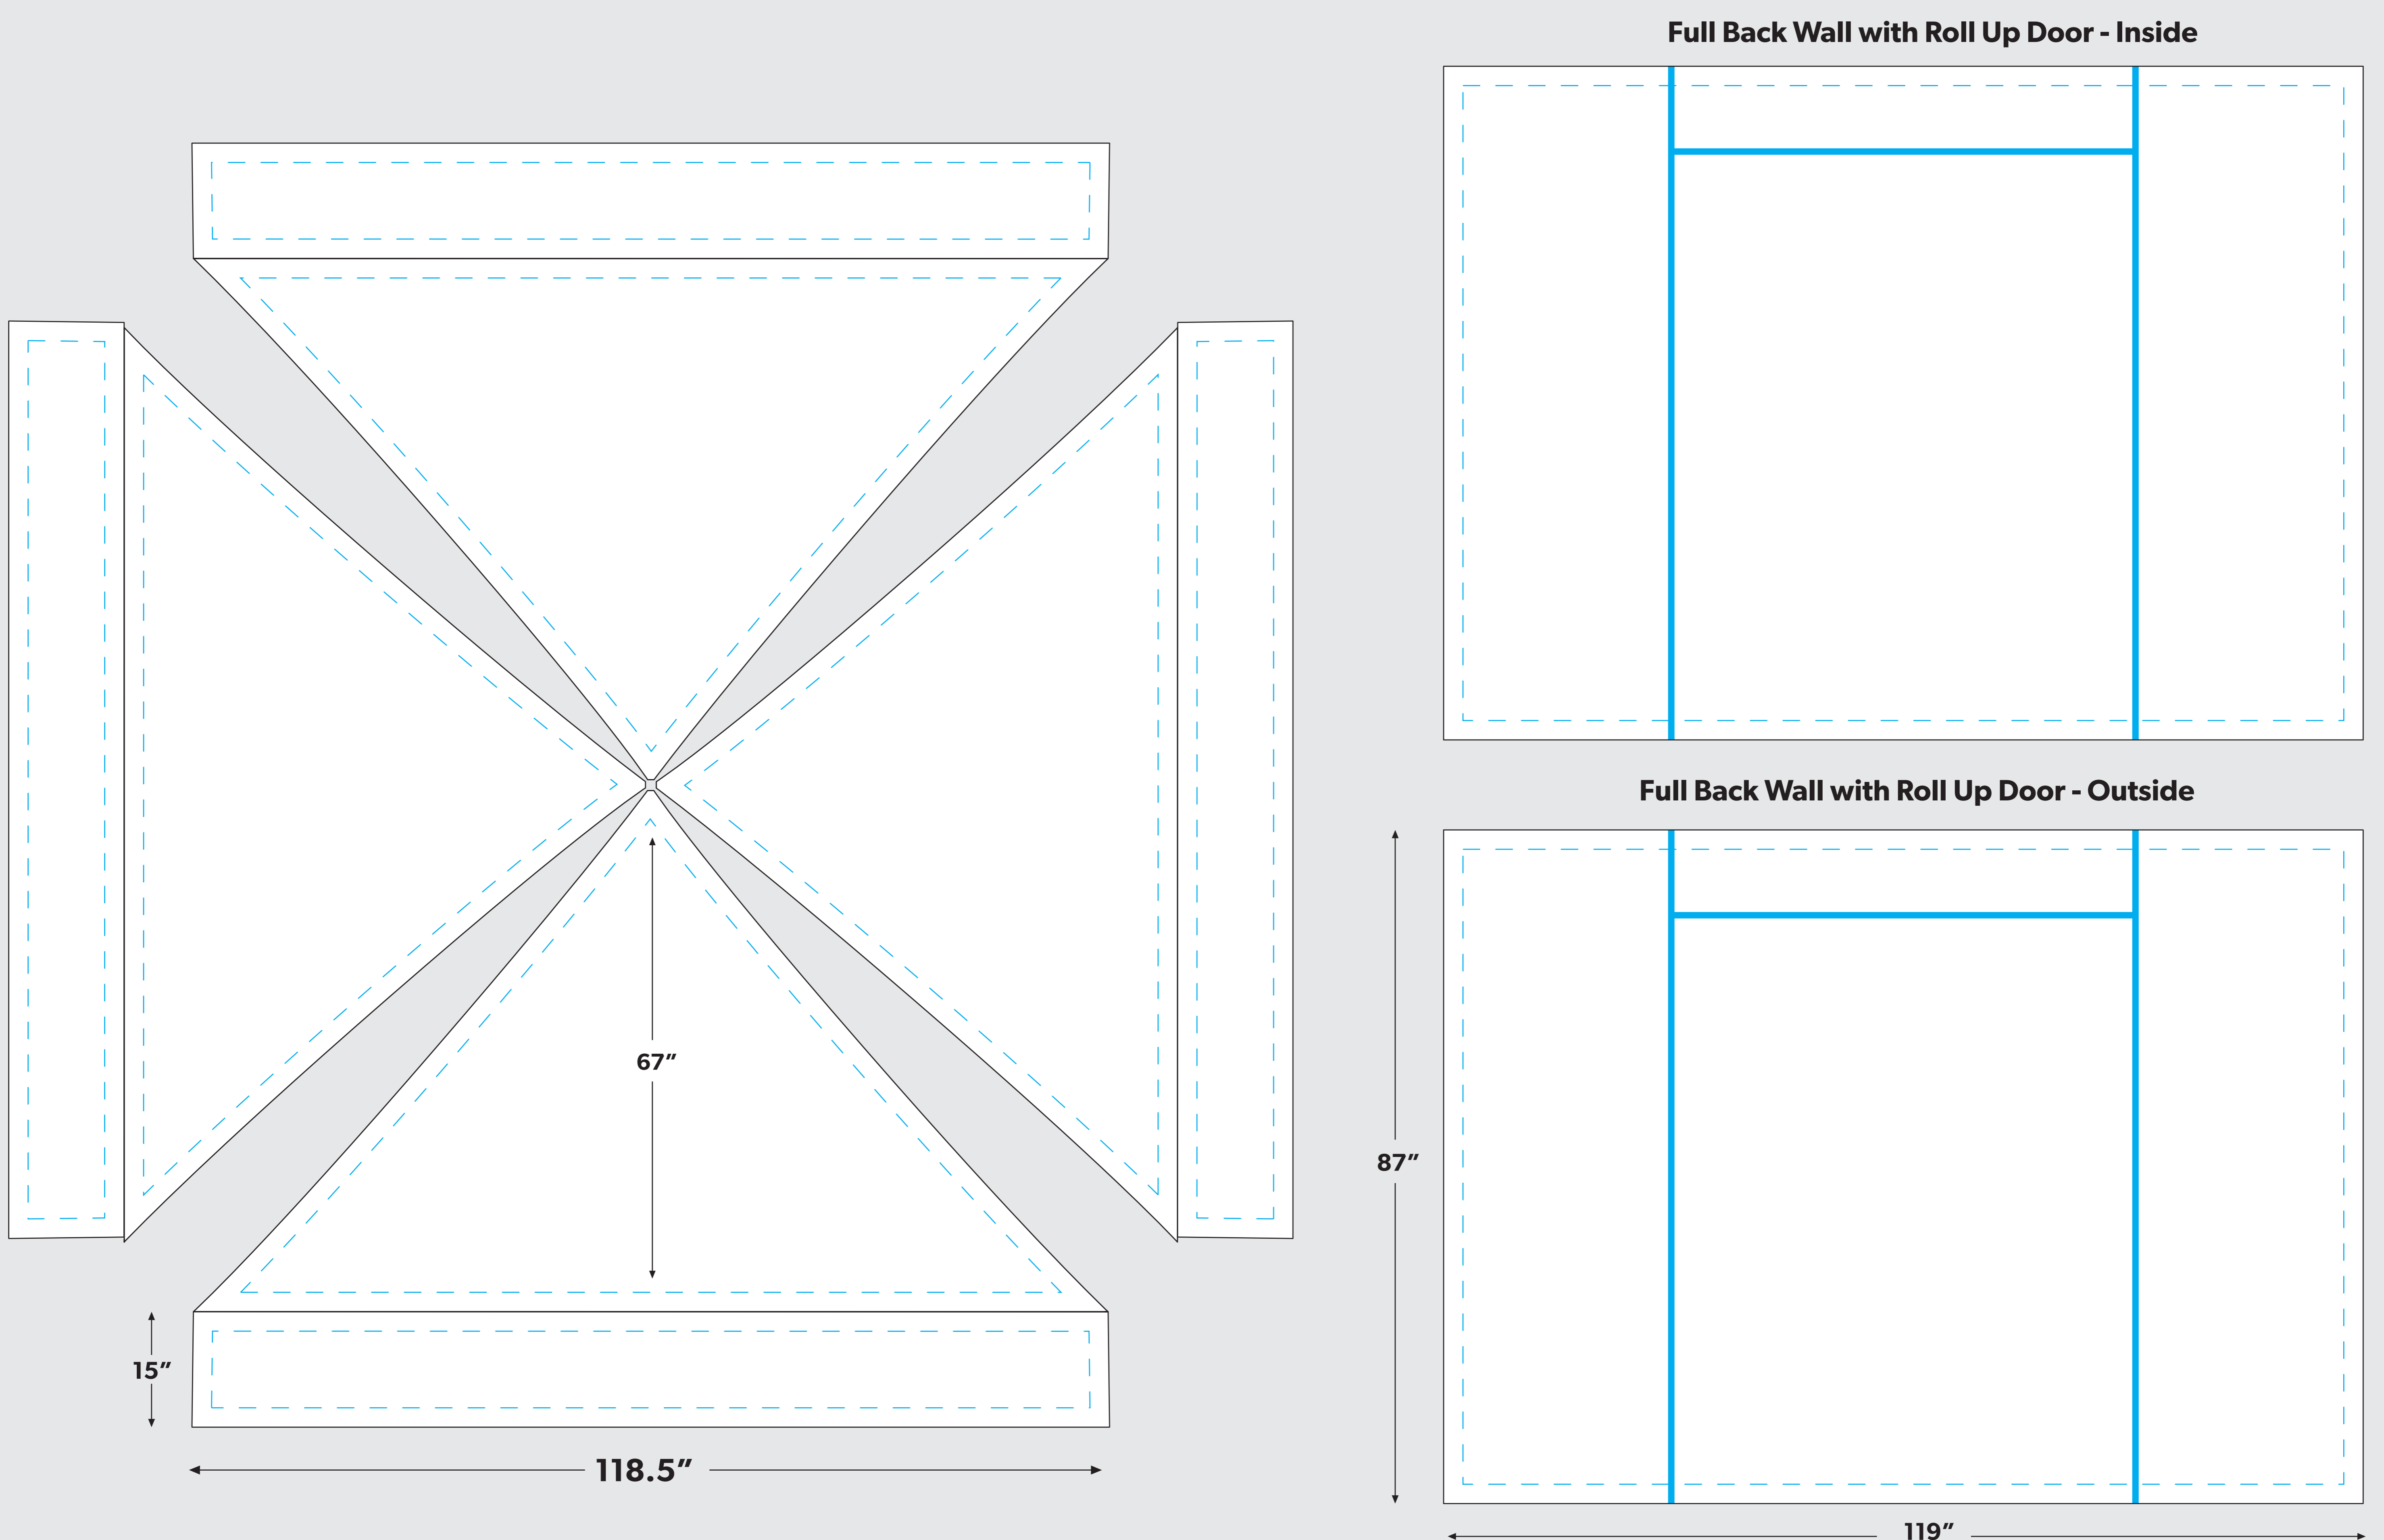 Full Back Wall with Roll Up Door - Inside
Full Back Wall with Roll Up Door - Outside
67”
87”
15”
118.5”
119”